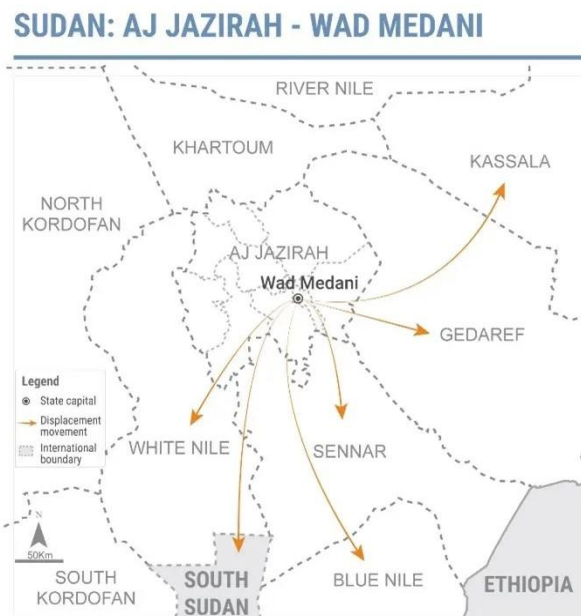 SUDAN: AJ JAZIRAH - WAD MEDANI
RIVER NILE
KHARTOUM
KASSALA
NORTH
KORDOFAN
AJ JAZIRAH
Wad Medani
GEDAREF
Legend
State capital
Displacement
movement
International
boundary
WHITE NILE
SENNAR
N
50Km
SOUTH
KORDOFAN
SOUTH
SUDAN
BLUE NILE
ETHIOPIA